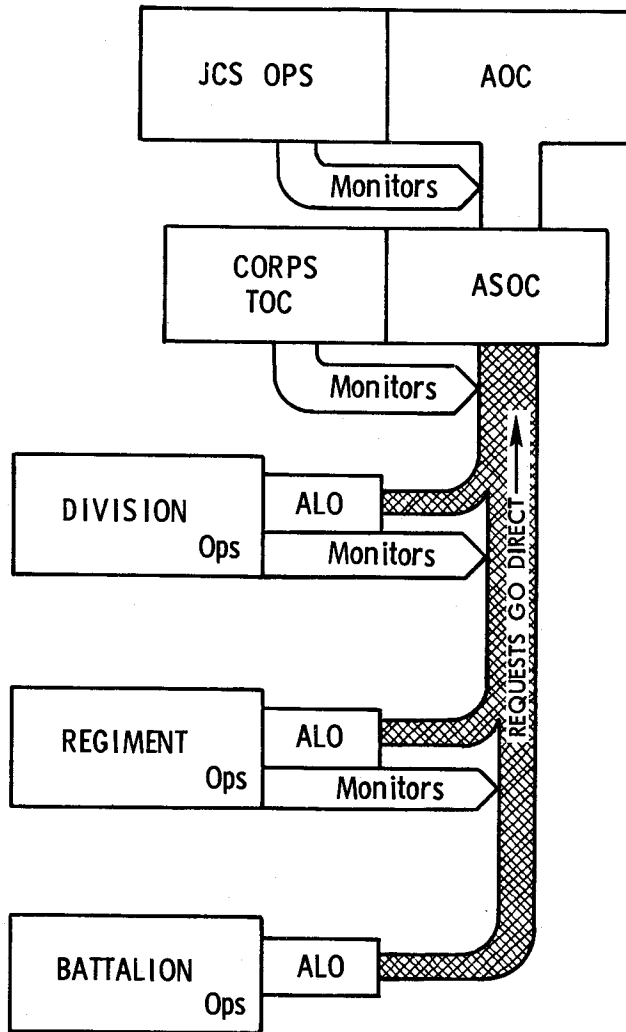 JCS OPS
AOC
Monitors
CORPS
TOC
ASOC
Monitors
DIVISION
Ops
ALO
Monitors
REQUESTS GO DIRECT
REGIMENT
Ops
ALO
Monitors
BATTALION
Ops
ALO